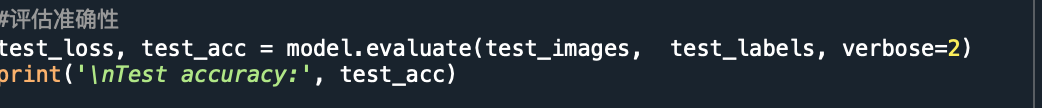 #评估准确性
test_loss, test_acc = model.evaluate(test_images,  test_labels, verbose=2)
print('\nTest accuracy:', test_acc)